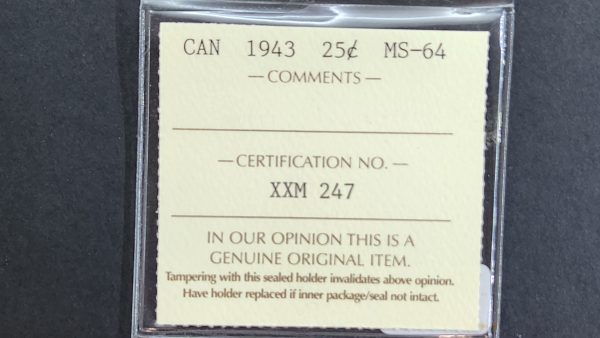 CAN 1943 25¢ MS-64
— COMMENTS —
— CERTIFICATION NO. —
XXM 247
IN OUR OPINION THIS IS A
GENUINE ORIGINAL ITEM.
Tampering with this sealed holder invalidates above opinion.
Have holder replaced if inner package/seal not intact.